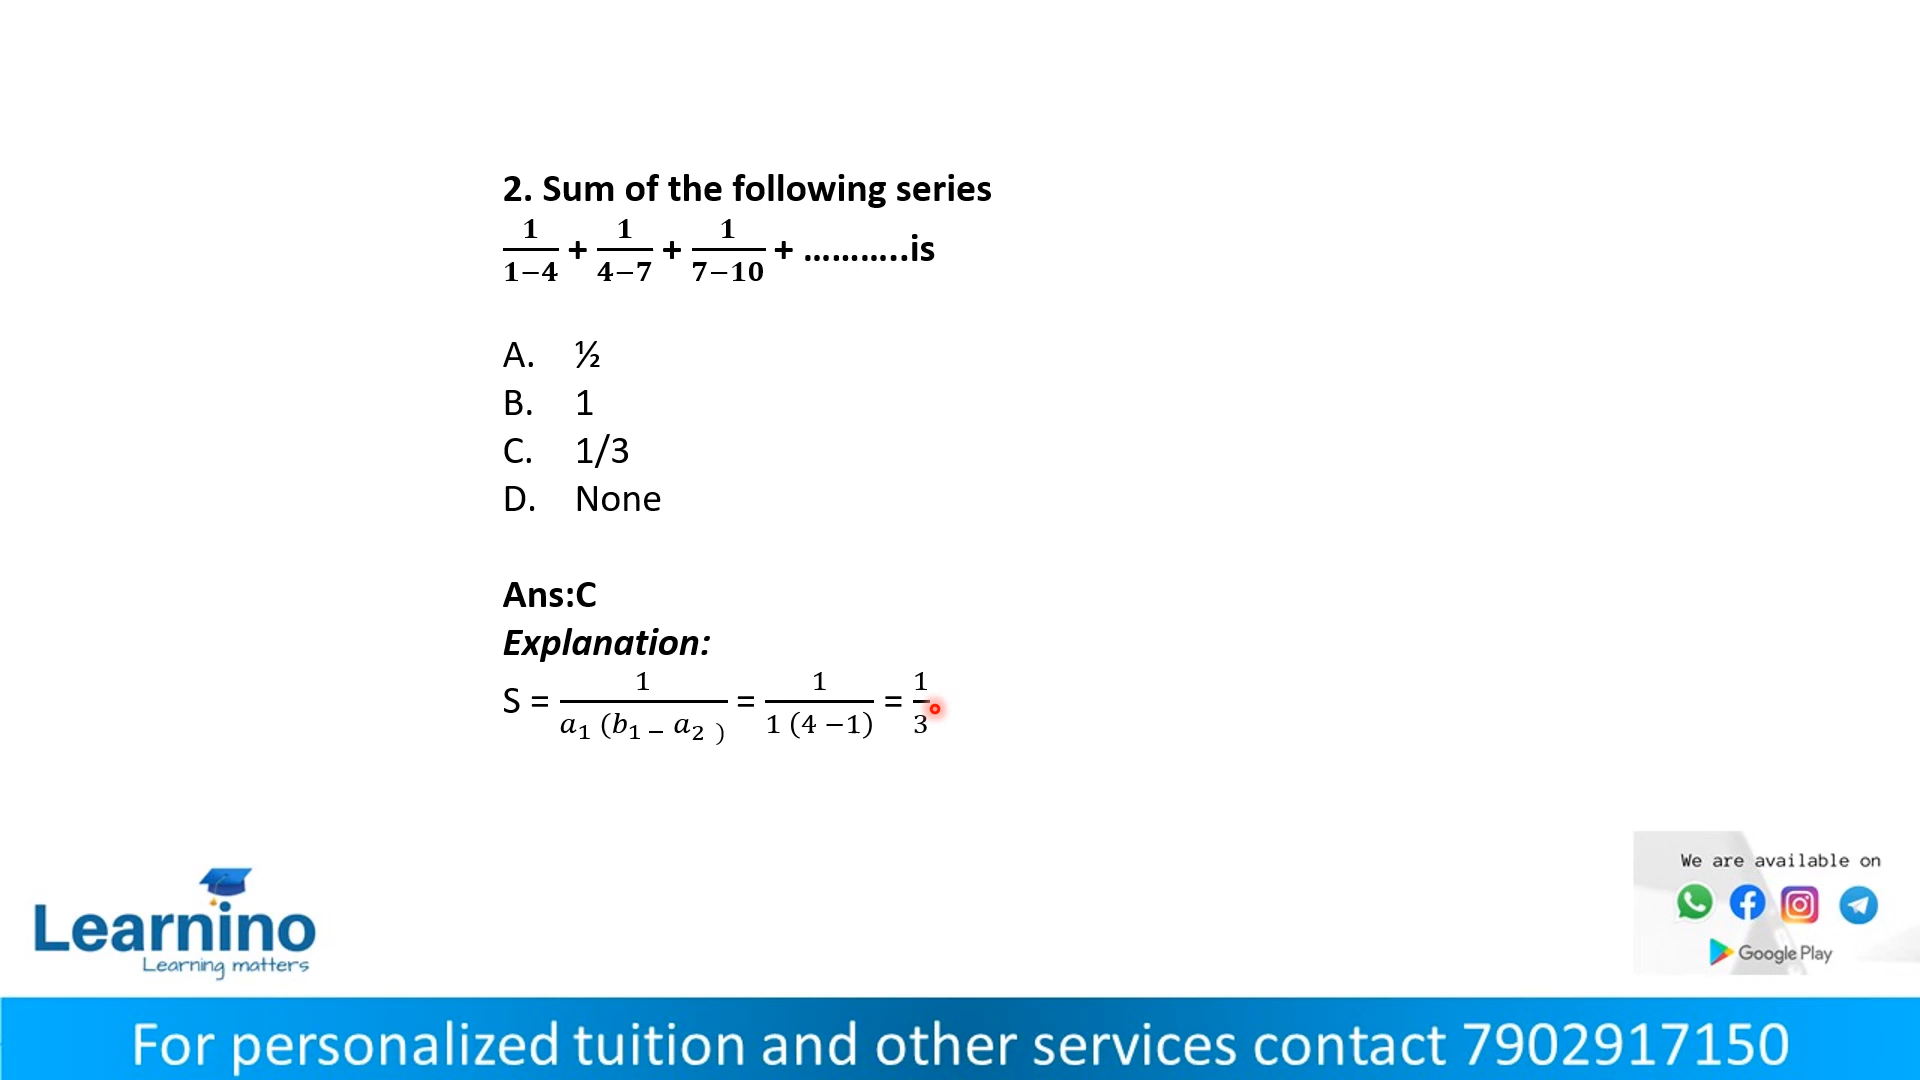 2. Sum of the following series
1/1−4 + 1/4−7 + 1/7−10 + ………..is
A. ½
B. 1
C. 1/3
D. None
Ans:C
Explanation:
S = 1/a₁ (b₁ − a₂ ) = 1/1 (4 −1) = 1/3
We are available on
Google Play
Learnino
Learning matters
For personalized tuition and other services contact 7902917150